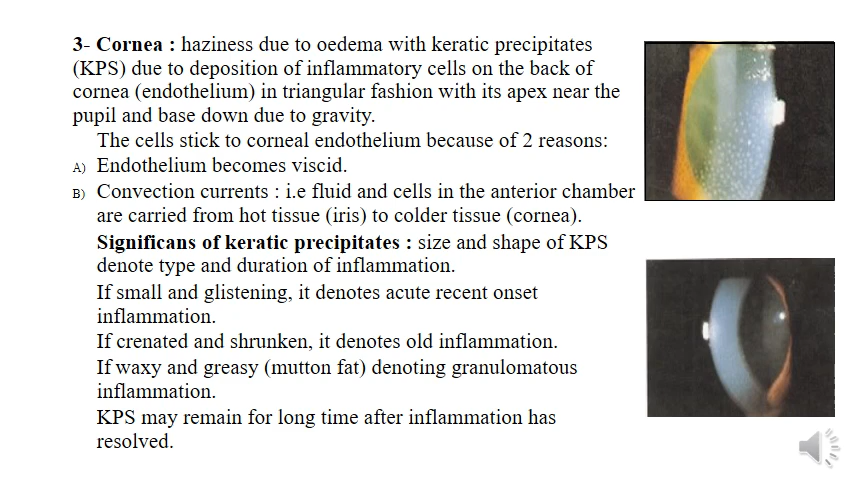 3- Cornea : haziness due to oedema with keratic precipitates
(KPS) due to deposition of inflammatory cells on the back of
cornea (endothelium) in triangular fashion with its apex near the
pupil and base down due to gravity.
The cells stick to corneal endothelium because of 2 reasons:
A) Endothelium becomes viscid.
B) Convection currents : i.e fluid and cells in the anterior chamber
are carried from hot tissue (iris) to colder tissue (cornea).
Significans of keratic precipitates : size and shape of KPS
denote type and duration of inflammation.
If small and glistening, it denotes acute recent onset
inflammation.
If crenated and shrunken, it denotes old inflammation.
If waxy and greasy (mutton fat) denoting granulomatous
inflammation.
KPS may remain for long time after inflammation has
resolved.